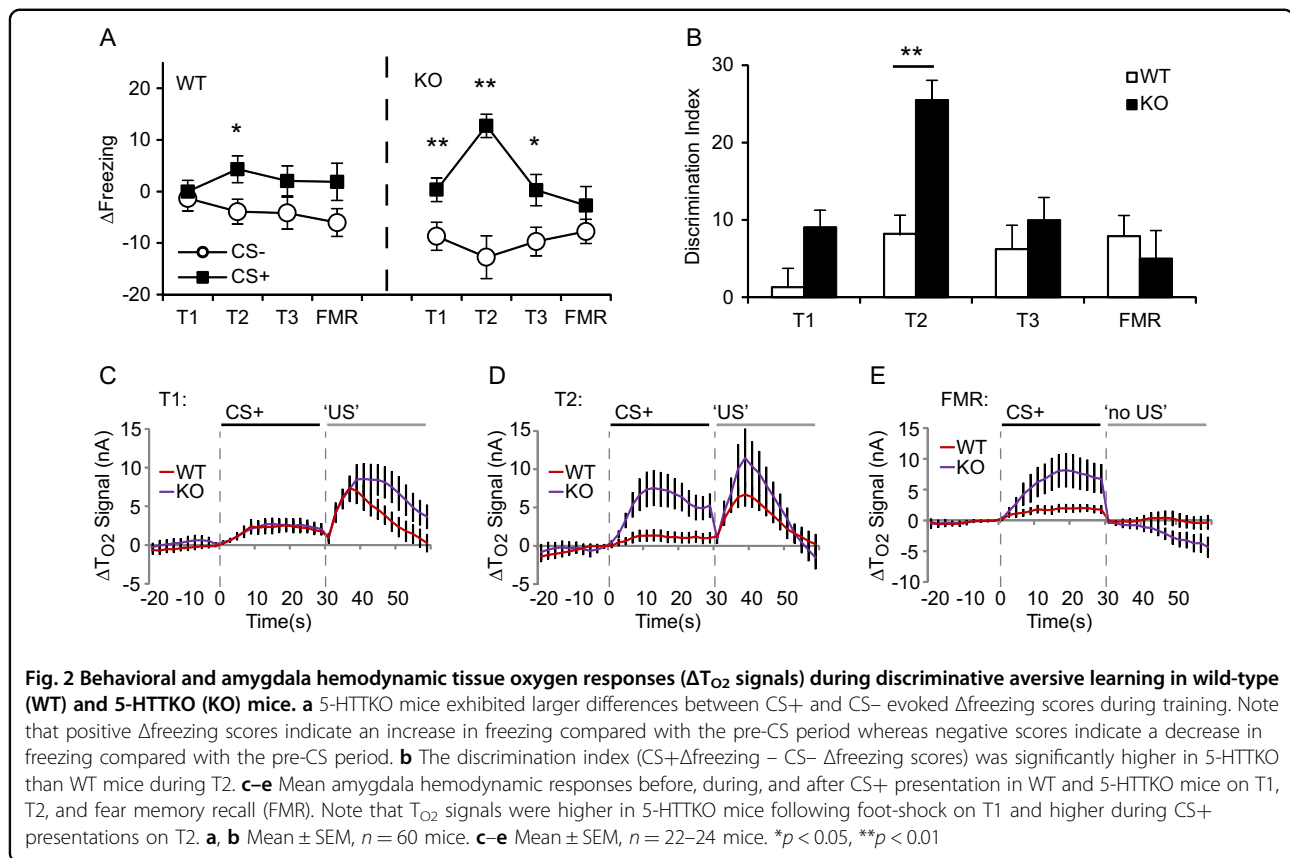 A
WT
KO
ΔFreezing
20
10
0
-10
-20
*
**
**
*
CS-
CS+
T1 T2 T3 FMR
T1 T2 T3 FMR
B
Discrimination Index
30
20
10
0
**
WT
KO
T1 T2 T3 FMR
C
T1:
CS+
'US'
ΔT_O2 Signal (nA)
15
10
5
0
-5
WT
KO
-20 -10 0 10 20 30 40 50
Time(s)
D
T2:
CS+
'US'
ΔT_O2 Signal (nA)
15
10
5
0
-5
WT
KO
-20 -10 0 10 20 30 40 50
Time(s)
E
FMR:
CS+
'no US'
ΔT_O2 Signal (nA)
15
10
5
0
-5
-10
WT
KO
-20 -10 0 10 20 30 40 50
Time(s)
Fig. 2 Behavioral and amygdala hemodynamic tissue oxygen responses (ΔT_O2 signals) during discriminative aversive learning in wild-type
(WT) and 5-HTTKO (KO) mice. a 5-HTTKO mice exhibited larger differences between CS+ and CS− evoked Δfreezing scores during training. Note
that positive Δfreezing scores indicate an increase in freezing compared with the pre-CS period whereas negative scores indicate a decrease in
freezing compared with the pre-CS period. b The discrimination index (CS+Δfreezing – CS− Δfreezing scores) was significantly higher in 5-HTTKO
than WT mice during T2. c–e Mean amygdala hemodynamic responses before, during, and after CS+ presentation in WT and 5-HTTKO mice on T1,
T2, and fear memory recall (FMR). Note that T_O2 signals were higher in 5-HTTKO mice following foot-shock on T1 and higher during CS+
presentations on T2. a, b Mean ± SEM, n = 60 mice. c–e Mean ± SEM, n = 22–24 mice. *p < 0.05, **p < 0.01